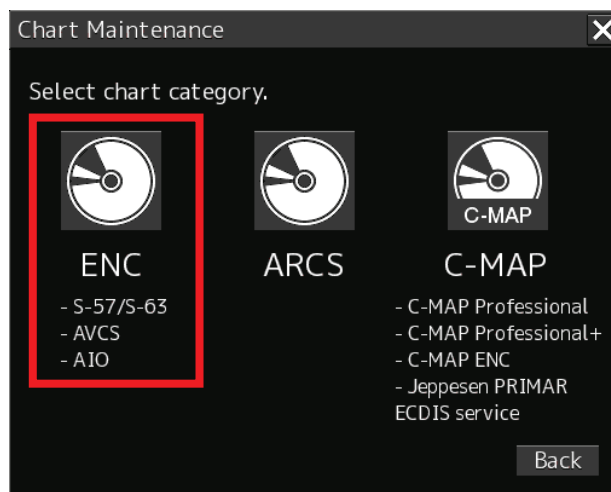 Chart Maintenance
Select chart category.
C-MAP
ENC
ARCS
C-MAP
- S-57/S-63
- AVCS
- AIO
- C-MAP Professional
- C-MAP Professional+
- C-MAP ENC
- Jeppesen PRIMAR
ECDIS service
Back